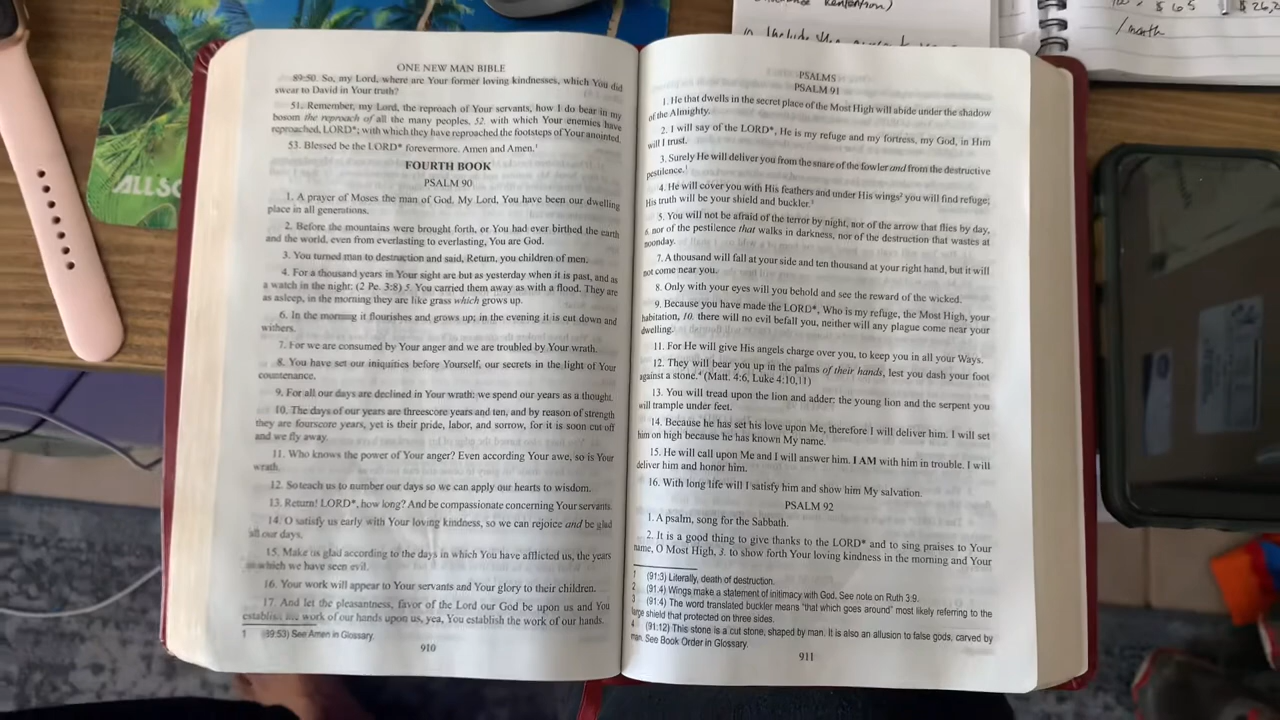 ONE NEW MAN BIBLE
89:50. So, my Lord, where are Your former loving kindnesses, which You did
swear to David in Your truth?
51. Remember, my Lord, the reproach of Your servants, how I do bear in my
bosom the reproach of all the many peoples, 52. with which Your enemies have
reproached, LORD*; with which they have reproached the footsteps of Your anointed.
53. Blessed be the LORD* forevermore. Amen and Amen.¹
FOURTH BOOK
PSALM 90
1. A prayer of Moses the man of God. My Lord, You have been our dwelling
place in all generations.
2. Before the mountains were brought forth, or You had ever birthed the earth
and the world, even from everlasting to everlasting, You are God.
3. You turned man to destruction and said, Return, you children of men.
4. For a thousand years in Your sight are but as yesterday when it is past, and as
a watch in the night: (2 Pe. 3:8) 5. You carried them away as with a flood. They are
as asleep, in the morning they are like grass which grows up.
6. In the morning it flourishes and grows up; in the evening it is cut down and
withers.
7. For we are consumed by Your anger and we are troubled by Your wrath.
8. You have set our iniquities before Yourself, our secrets in the light of Your
countenance.
9. For all our days are declined in Your wrath: we spend our years as a thought.
10. The days of our years are threescore years and ten, and by reason of strength
they are fourscore years, yet is their pride, labor, and sorrow, for it is soon cut off
and we fly away.
11. Who knows the power of Your anger? Even according Your awe, so is Your
wrath.
12. So teach us to number our days so we can apply our hearts to wisdom.
13. Return! LORD*, how long? And be compassionate concerning Your servants.
14. O satisfy us early with Your loving kindness, so we can rejoice and be glad
all our days.
15. Make us glad according to the days in which You have afflicted us, the years
in which we have seen evil.
16. Your work will appear to Your servants and Your glory to their children.
17. And let the pleasantness, favor of the Lord our God be upon us and You
establish the work of our hands upon us, yea, You establish the work of our hands.
1 (89:53) See Amen in Glossary.
910
PSALMS
PSALM 91
1. He that dwells in the secret place of the Most High will abide under the shadow
of the Almighty.
2. I will say of the LORD*, He is my refuge and my fortress, my God, in Him
will I trust.
3. Surely He will deliver you from the snare of the fowler and from the destructive
pestilence.¹
4. He will cover you with His feathers and under His wings² you will find refuge;
His truth will be your shield and buckler.³
5. You will not be afraid of the terror by night, nor of the arrow that flies by day,
6. nor of the pestilence that walks in darkness, nor of the destruction that wastes at
noonday.
7. A thousand will fall at your side and ten thousand at your right hand, but it will
not come near you.
8. Only with your eyes will you behold and see the reward of the wicked.
9. Because you have made the LORD*, Who is my refuge, the Most High, your
habitation, 10. there will no evil befall you, neither will any plague come near your
dwelling.
11. For He will give His angels charge over you, to keep you in all your Ways.
12. They will bear you up in the palms of their hands, lest you dash your foot
against a stone.⁴ (Matt. 4:6, Luke 4:10,11)
13. You will tread upon the lion and adder: the young lion and the serpent you
will trample under feet.
14. Because he has set his love upon Me, therefore I will deliver him. I will set
him on high because he has known My name.
15. He will call upon Me and I will answer him. I AM with him in trouble. I will
deliver him and honor him.
16. With long life will I satisfy him and show him My salvation.
PSALM 92
1. A psalm, song for the Sabbath.
2. It is a good thing to give thanks to the LORD* and to sing praises to Your
name, O Most High, 3. to show forth Your loving kindness in the morning and Your
1 (91:3) Literally, death of destruction.
2 (91.4) Wings make a statement of initimacy with God. See note on Ruth 3:9.
3 (91.4) The word translated buckler means "that which goes around" most likely referring to the
large shield that protected on three sides.
4 (91:12) This stone is a cut stone, shaped by man. It is also an allusion to false gods, carved by
man. See Book Order in Glossary.
911
ALLSO
$65
/month